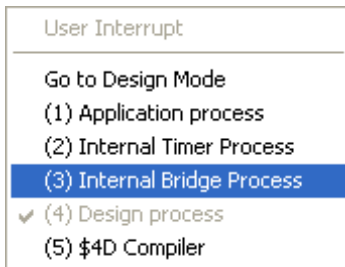 User Interrupt
Go to Design Mode
(1) Application process
(2) Internal Timer Process
(3) Internal Bridge Process
(4) Design process
(5) $4D Compiler